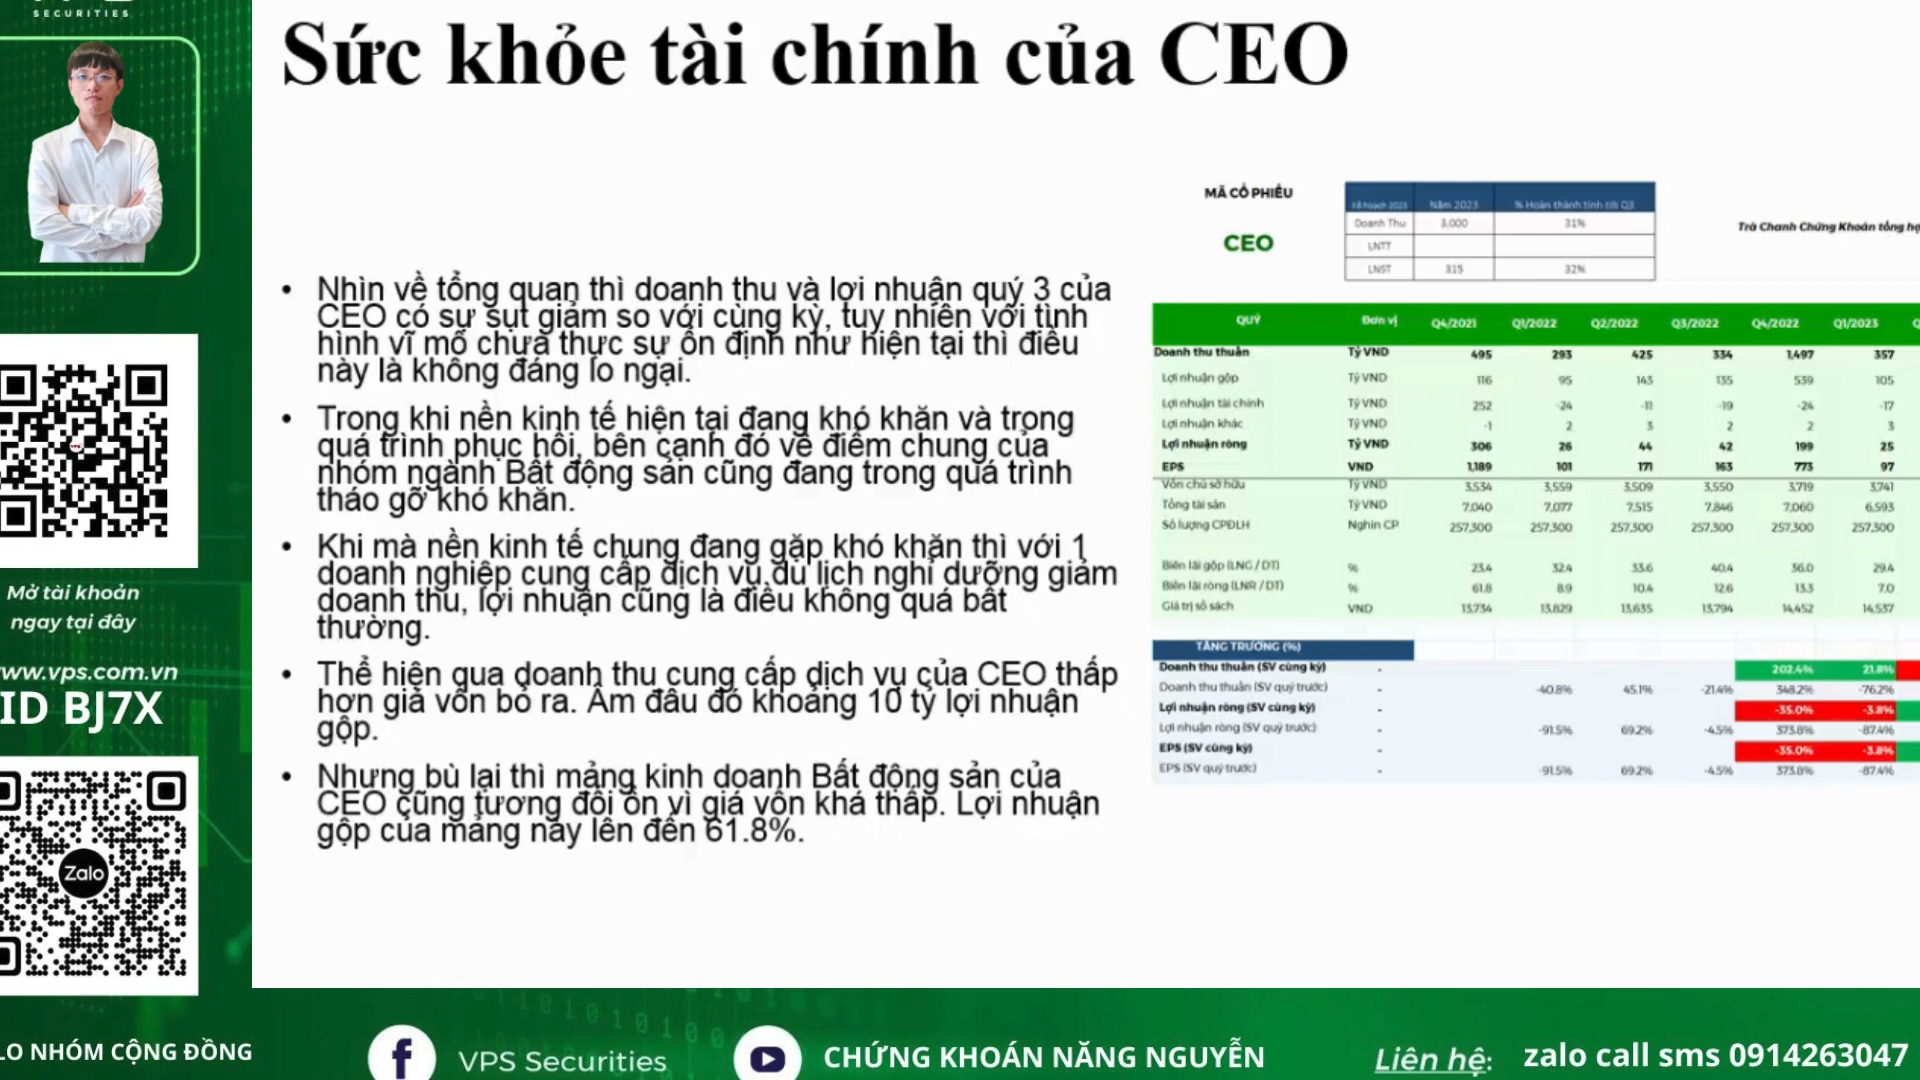 SECURITIES
Mở tài khoản
ngay tại đây
www.vps.com.vn
ID BJ7X
Zalo
LO NHÓM CỘNG ĐỒNG
Sức khỏe tài chính của CEO
• Nhìn về tổng quan thì doanh thu và lợi nhuận quý 3 của
CEO có sự sụt giảm so với cùng kỳ, tuy nhiên với tình
hình vĩ mô chưa thực sự ổn định như hiện tại thì điều
này là không đáng lo ngại.
• Trong khi nền kinh tế hiện tại đang khó khăn và trong
quá trình phục hồi, bên cạnh đó về điểm chung của
nhóm ngành Bất động sản cũng đang trong quá trình
tháo gỡ khó khăn.
• Khi mà nền kinh tế chung đang gặp khó khăn thì với 1
doanh nghiệp cung cấp dịch vụ du lịch nghỉ dưỡng giảm
doanh thu, lợi nhuận cũng là điều không quá bất
thường.
• Thể hiện qua doanh thu cung cấp dịch vụ của CEO thấp
hơn giá vốn bỏ ra. Âm đâu đó khoảng 10 tỷ lợi nhuận
gộp.
• Nhưng bù lại thì mảng kinh doanh Bất động sản của
CEO cũng tương đối ổn vì giá vốn khá thấp. Lợi nhuận
gộp của mảng này lên đến 61.8%.
MÃ CỔ PHIẾU
CEO
Kế hoạch 2023 Năm 2023 % Hoàn thành tính tới Q3
Doanh Thu 3,000 31%
LNTT
LNST 315 32%
Trà Chanh Chứng Khoán tổng hợ
QUÝ Đơn vị Q4/2021 Q1/2022 Q2/2022 Q3/2022 Q4/2022 Q1/2023
Doanh thu thuần Tỷ VND 495 293 425 334 1,497 357
Lợi nhuận gộp Tỷ VND 116 95 143 135 539 105
Lợi nhuận tài chính Tỷ VND 252 -24 -11 -19 -24 -17
Lợi nhuận khác Tỷ VND -1 2 3 2 2 3
Lợi nhuận ròng Tỷ VND 306 26 44 42 199 25
EPS VND 1,189 101 171 163 773 97
Vốn chủ sở hữu Tỷ VND 3,534 3,559 3,509 3,550 3,719 3,741
Tổng tài sản Tỷ VND 7,040 7,077 7,515 7,846 7,060 6,593
Số lượng CPĐLH Nghìn CP 257,300 257,300 257,300 257,300 257,300 257,300
Biên lãi gộp (LNG / DT) % 23.4 32.4 33.6 40.4 36.0 29.4
Biên lãi ròng (LNR / DT) % 61.8 8.9 10.4 12.6 13.3 7.0
Giá trị sổ sách VND 13,734 13,829 13,635 13,794 14,452 14,537
TĂNG TRƯỞNG (%)
Doanh thu thuần (SV cùng kỳ) - 202.4% 21.8%
Doanh thu thuần (SV quý trước) - -40.8% 45.1% -21.4% 348.2% -76.2%
Lợi nhuận ròng (SV cùng kỳ) - -35.0% -3.8%
Lợi nhuận ròng (SV quý trước) - -91.5% 69.2% -4.5% 373.8% -87.4%
EPS (SV cùng kỳ) - -35.0% -3.8%
EPS (SV quý trước) - -91.5% 69.2% -4.5% 373.8% -87.4%
VPS Securities
CHỨNG KHOÁN NĂNG NGUYỄN
Liên hệ: zalo call sms 0914263047